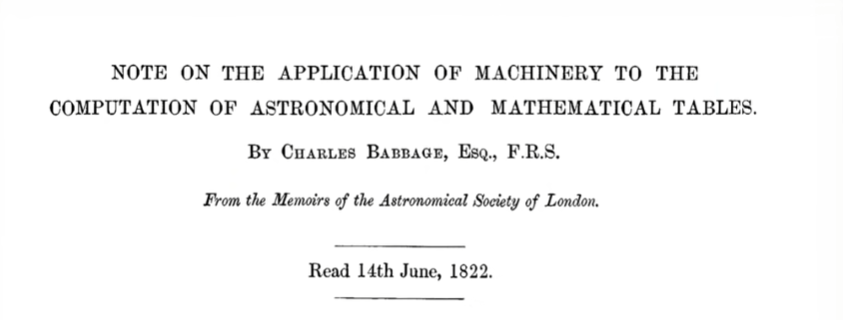 NOTE ON THE APPLICATION OF MACHINERY TO THE
COMPUTATION OF ASTRONOMICAL AND MATHEMATICAL TABLES.
By Charles Babbage, Esq., F.R.S.
From the Memoirs of the Astronomical Society of London.
Read 14th June, 1822.